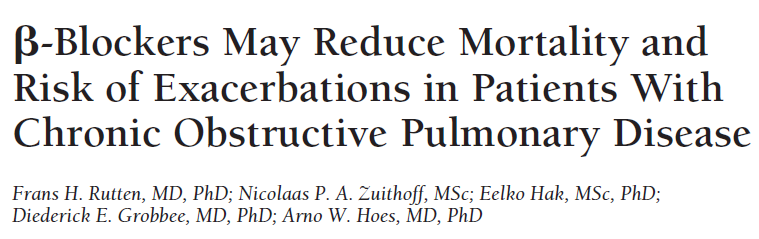 β-Blockers May Reduce Mortality and
Risk of Exacerbations in Patients With
Chronic Obstructive Pulmonary Disease
Frans H. Rutten, MD, PhD; Nicolaas P. A. Zuithoff, MSc; Eelko Hak, MSc, PhD;
Diederick E. Grobbee, MD, PhD; Arno W. Hoes, MD, PhD